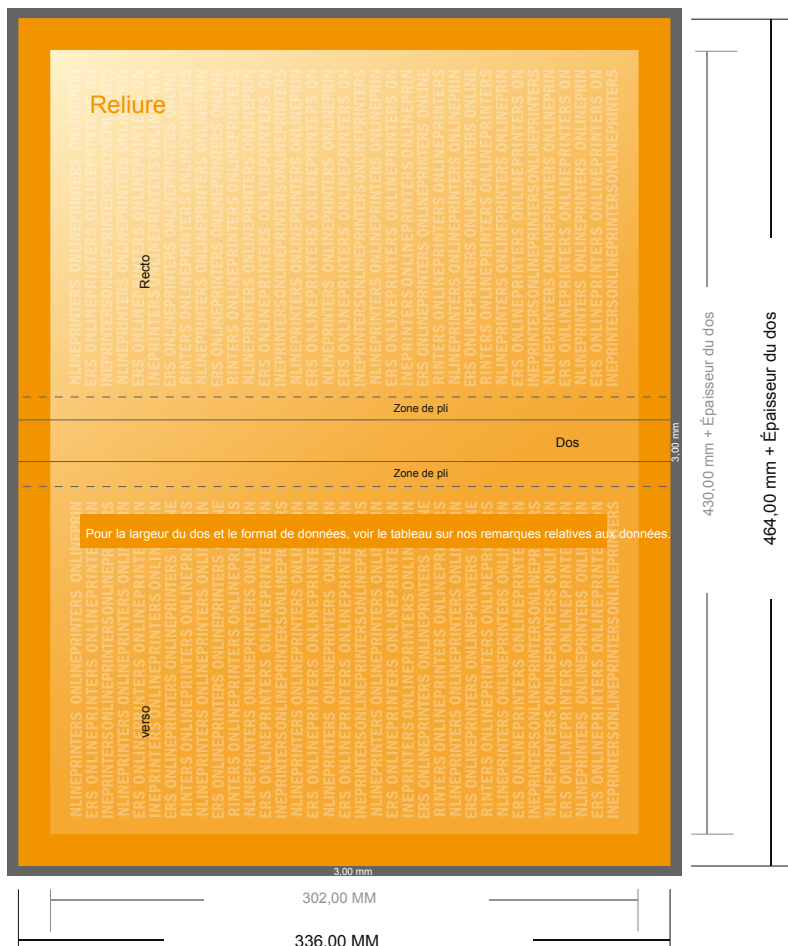 Reliure
Recto
Zone de pli
Dos
Zone de pli
3,00 mm
Pour la largeur du dos et le format de données, voir le tableau sur nos remarques relatives aux données.
verso
3,00 mm
430,00 mm + Épaisseur du dos
464,00 mm + Épaisseur du dos
302,00 MM
336,00 MM